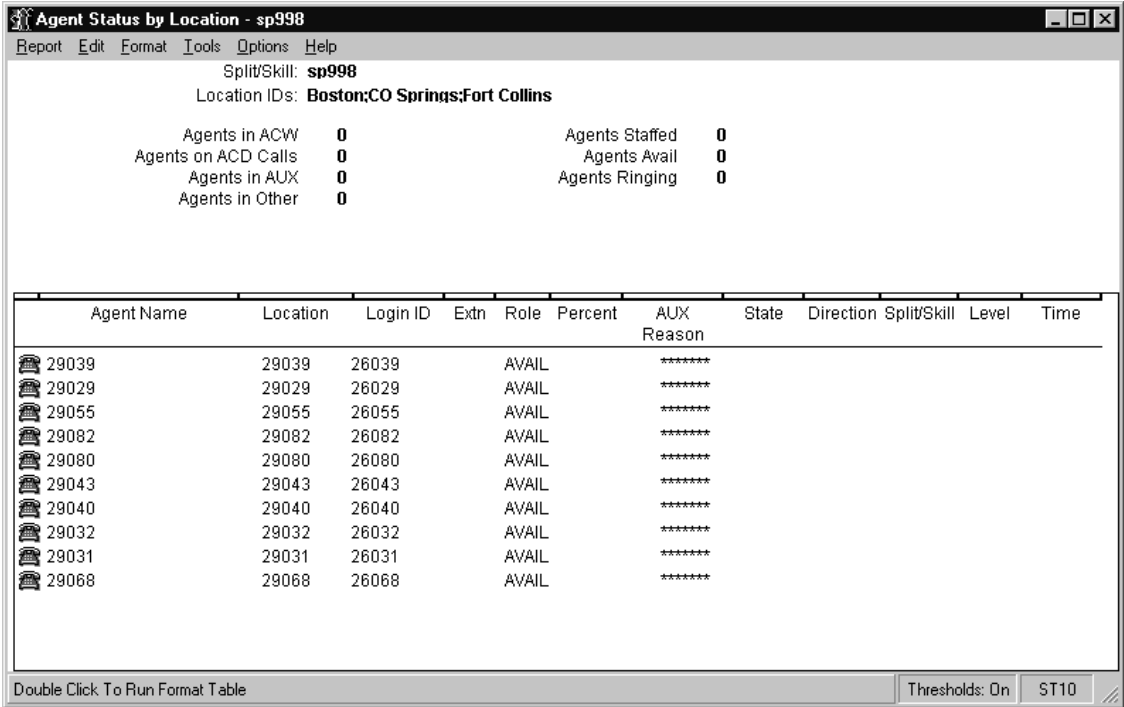 Agent Status by Location - sp998
Report Edit Format Tools Options Help
Split/Skill: sp998
Location IDs: Boston;CO Springs;Fort Collins
Agents in ACW 0 Agents Staffed 0
Agents on ACD Calls 0 Agents Avail 0
Agents in AUX 0 Agents Ringing 0
Agents in Other 0
Agent Name Location Login ID Extn Role Percent AUX State Direction Split/Skill Level Time
Reason
29039 29039 26039 AVAIL *******
29029 29029 26029 AVAIL *******
29055 29055 26055 AVAIL *******
29082 29082 26082 AVAIL *******
29080 29080 26080 AVAIL *******
29043 29043 26043 AVAIL *******
29040 29040 26040 AVAIL *******
29032 29032 26032 AVAIL *******
29031 29031 26031 AVAIL *******
29068 29068 26068 AVAIL *******
Double Click To Run Format Table Thresholds: On ST10